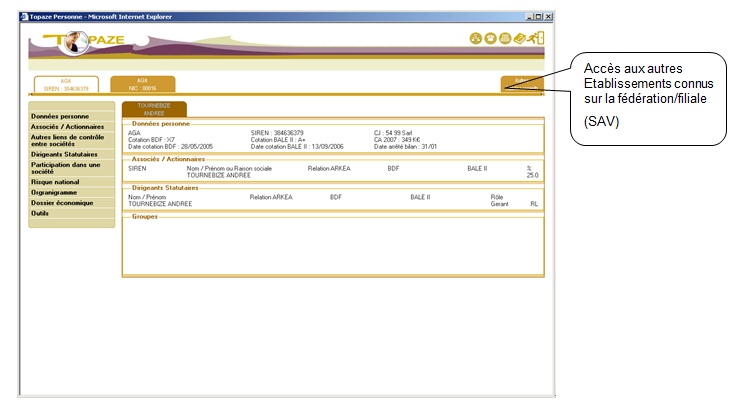 Topaze Personne - Microsoft Internet Explorer
TOPAZE
AGA
SIREN : 384636379
AGA
NIC : 00016
TOURNEBIZE
ANDREE
Données personne
Associés / Actionnaires
Autres liens de contrôle
entre sociétés
Dirigeants Statutaires
Participation dans une
société
Risque national
Organigramme
Dossier économique
Outils
Données personne
AGA SIREN : 384636379 CJ : 54 99 Sarl
Cotation BDF : X7 Cotation BALE II : A+ CA 2007 : 349 K€
Date cotation BDF : 28/05/2005 Date cotation BALE II : 13/09/2006 Date arrêté bilan : 31/01
Associés / Actionnaires
SIREN Nom / Prénom ou Raison sociale Relation ARKEA BDF BALE II %
TOURNEBIZE ANDREE 25.0
Dirigeants Statutaires
Nom / Prénom Relation ARKEA BDF BALE II Rôle
TOURNEBIZE ANDREE Gérant RL
Groupes
Accès aux autres
Etablissements connus
sur la fédération/filiale
(SAV)